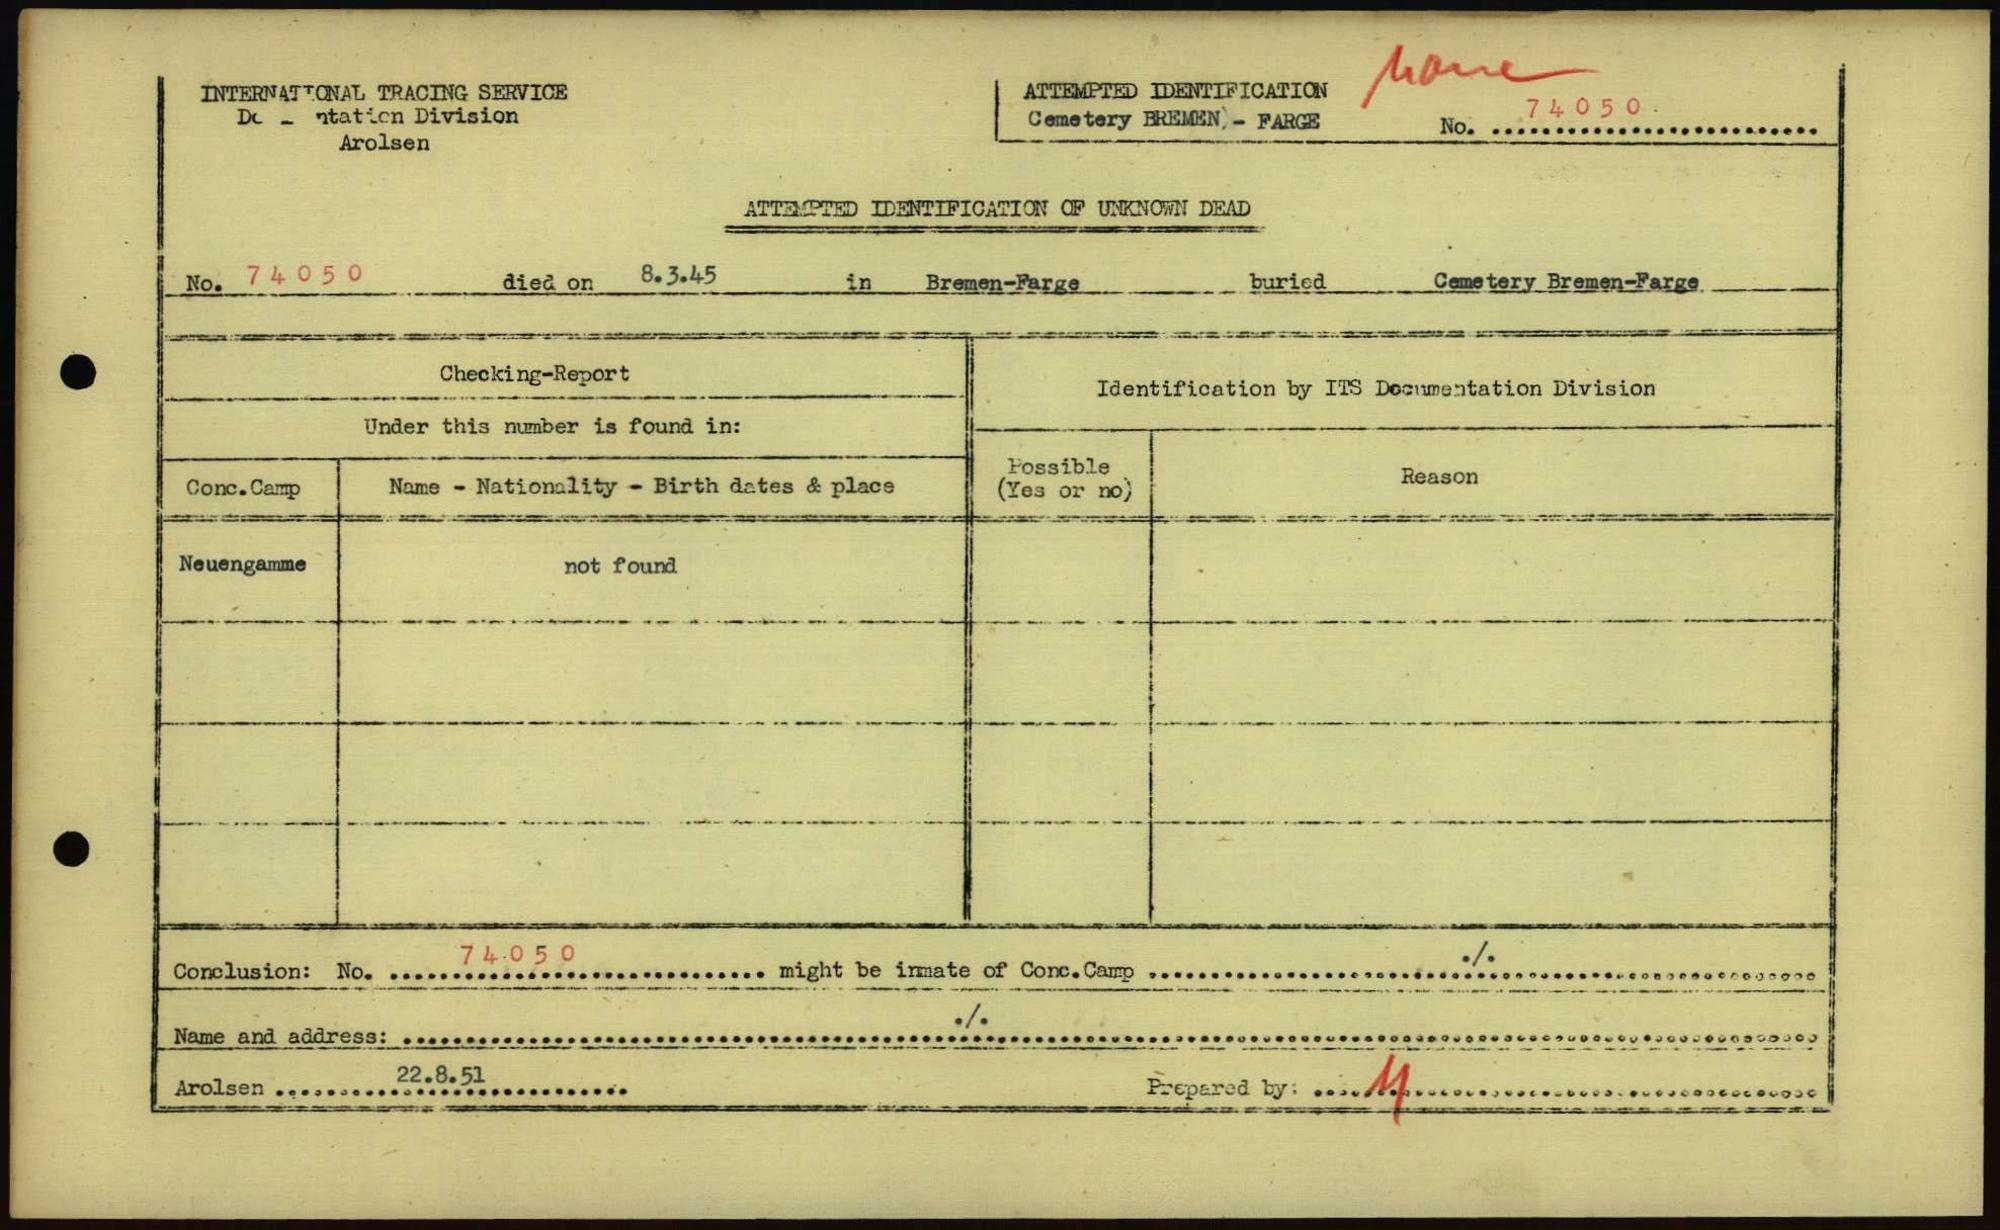 INTERNATIONAL TRACING SERVICE
Division
Arolsen
ATTEMPTED IDENTIFICATION
Cemetery BREMEN - FARGE
No. 74050
ATTEMPTED IDENTIFICATION OF UNKNOWN DEAD
No. 74050 died on 8.3.45 in Bremen-Farge buried Cemetery Bremen-Farge
Checking-Report
Under this number is found in:
Identification by ITS Documentation Division
Conc.Camp
Name - Nationality - Birth dates & place
Possible
(Yes or no)
Reason
Neuengamme
not found
Conclusion: No. 74050 might be inmate of Conc.Camp ./.
Name and address: ./.
Arolsen 22.8.51
Prepared by: